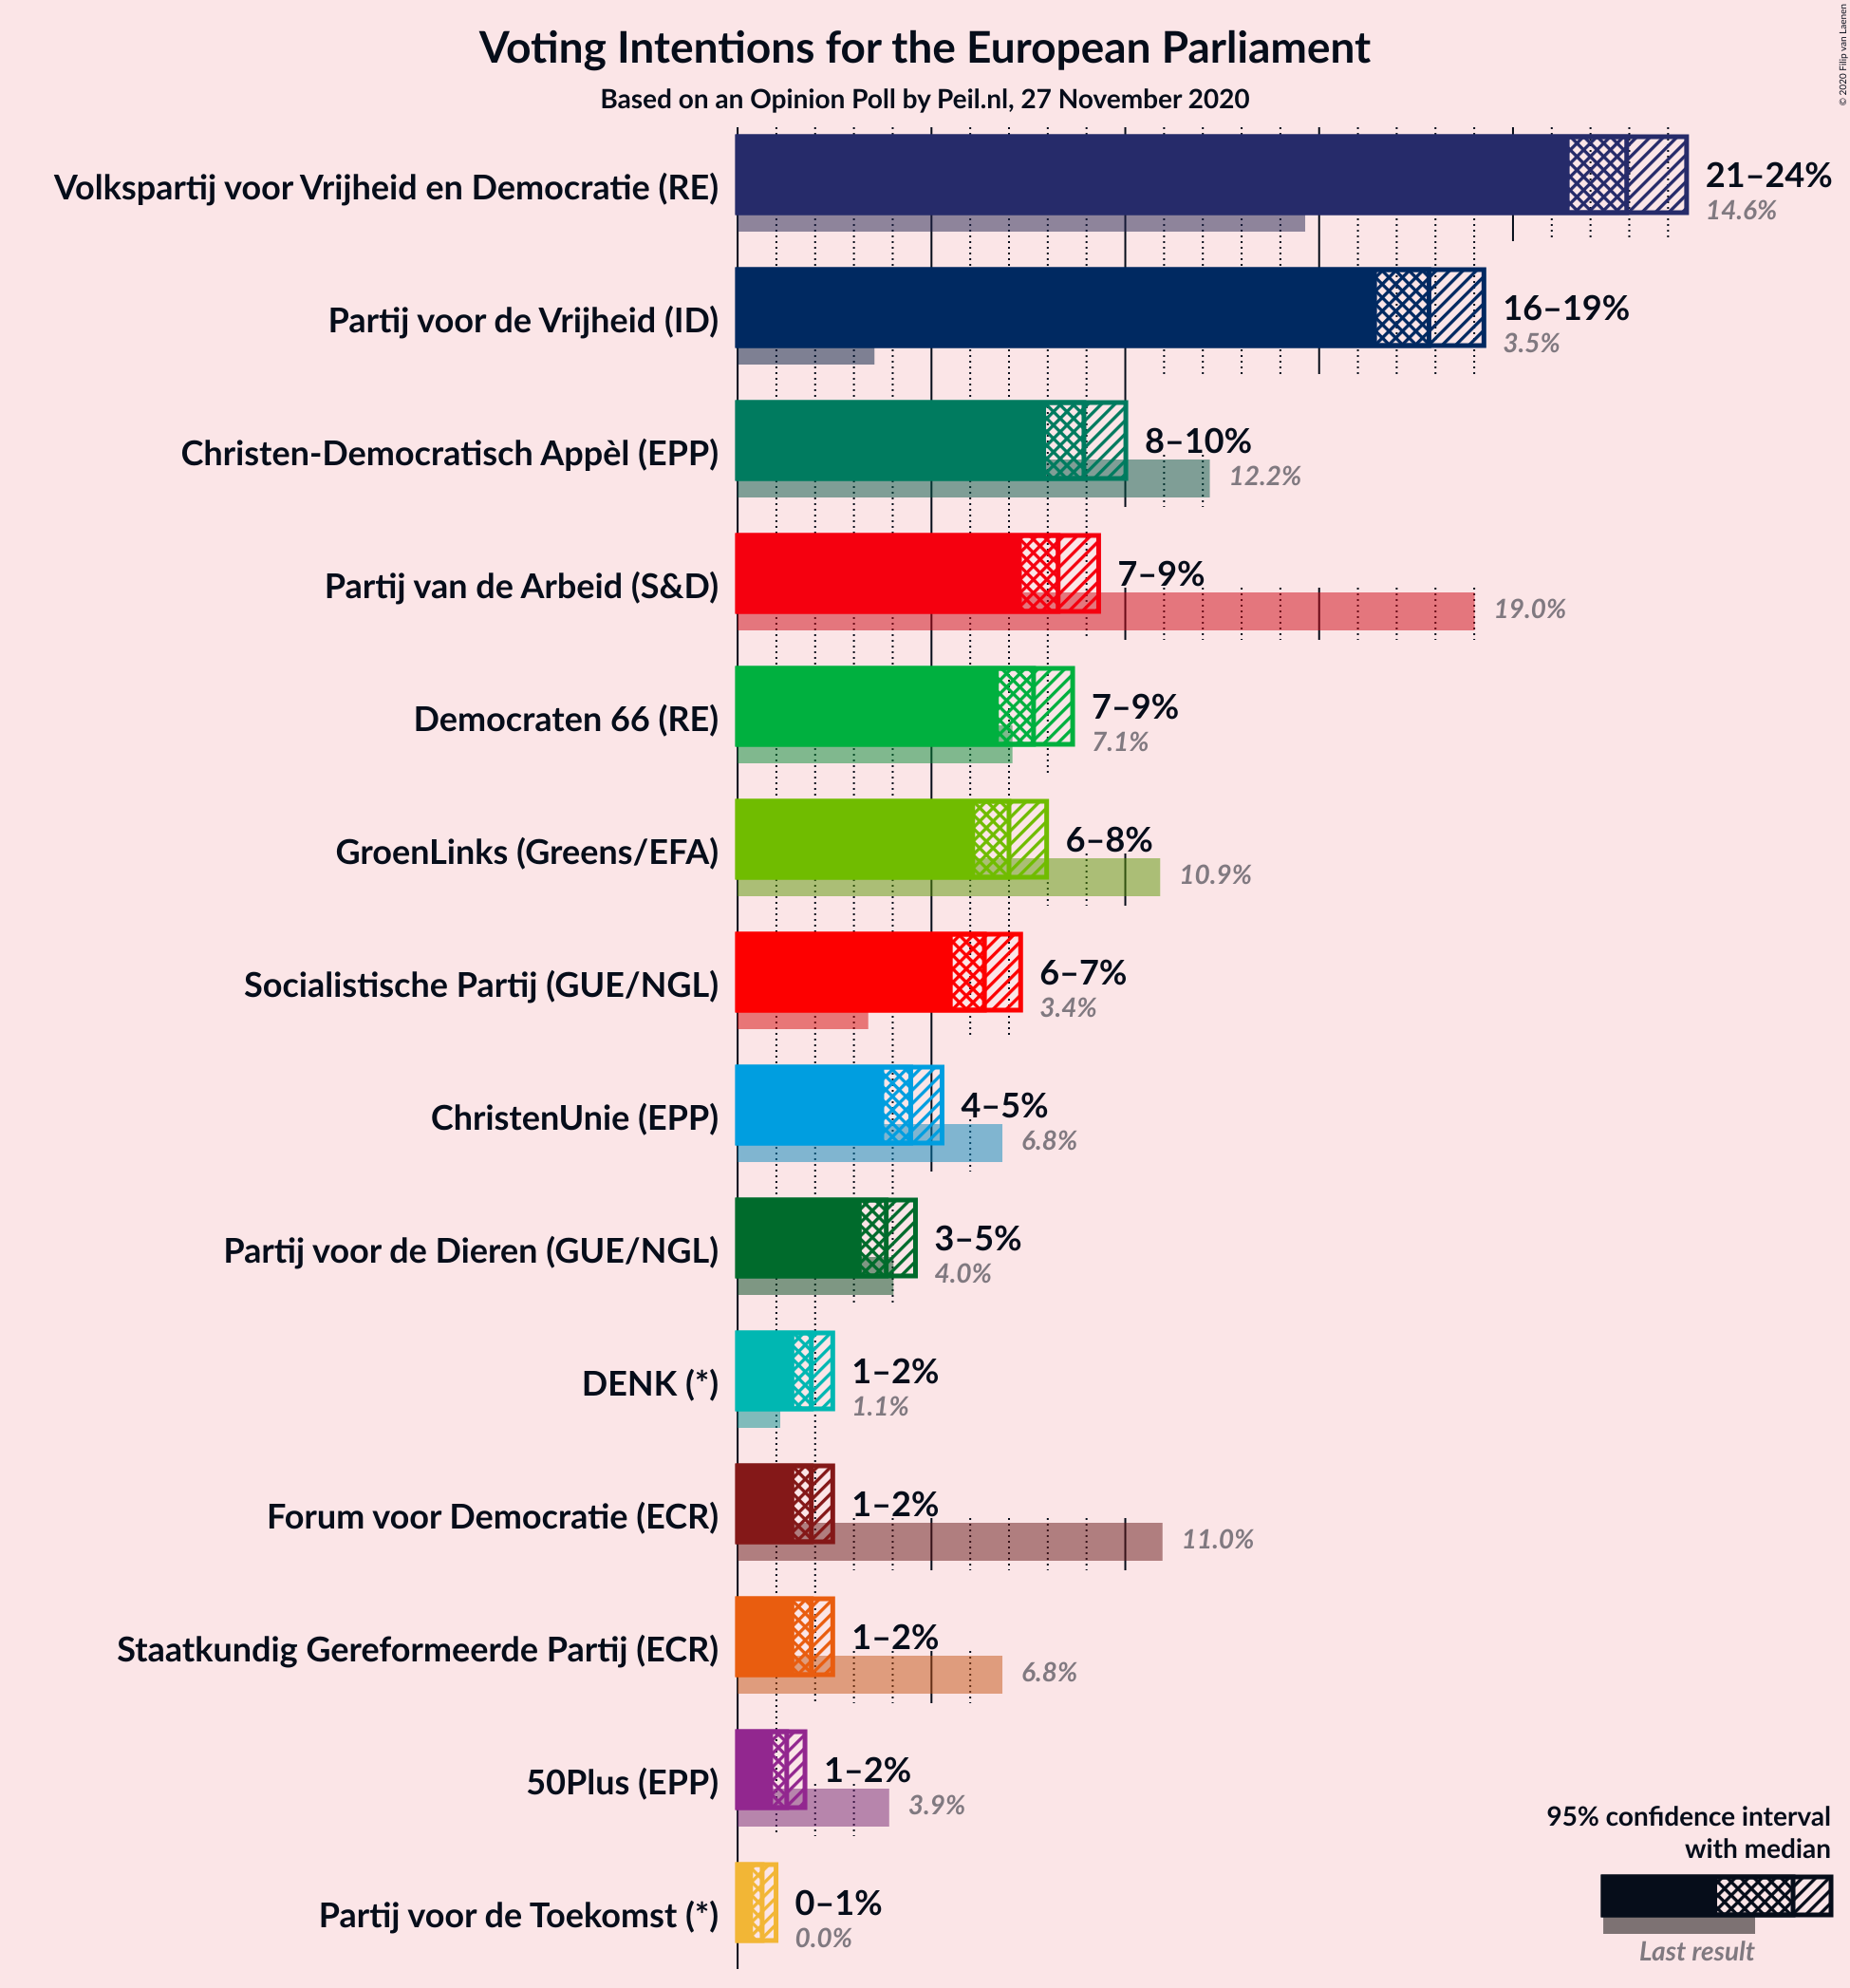 Voting Intentions for the European Parliament
Based on an Opinion Poll by Peil.nl, 27 November 2020
© 2020 Filip van Laenen
Volkspartij voor Vrijheid en Democratie (RE)
21–24%
14.6%
Partij voor de Vrijheid (ID)
16–19%
3.5%
Christen-Democratisch Appèl (EPP)
8–10%
12.2%
Partij van de Arbeid (S&D)
7–9%
19.0%
Democraten 66 (RE)
7–9%
7.1%
GroenLinks (Greens/EFA)
6–8%
10.9%
Socialistische Partij (GUE/NGL)
6–7%
3.4%
ChristenUnie (EPP)
4–5%
6.8%
Partij voor de Dieren (GUE/NGL)
3–5%
4.0%
DENK (*)
1–2%
1.1%
Forum voor Democratie (ECR)
1–2%
11.0%
Staatkundig Gereformeerde Partij (ECR)
1–2%
6.8%
50Plus (EPP)
1–2%
3.9%
Partij voor de Toekomst (*)
0–1%
0.0%
95% confidence interval
with median
Last result